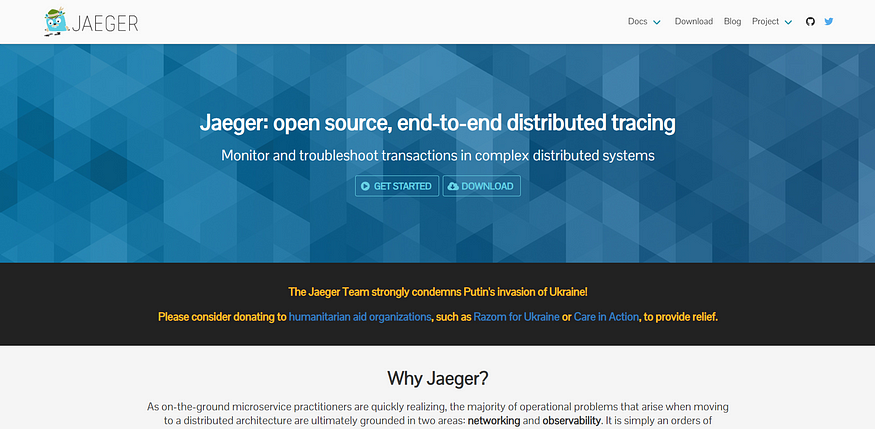 JAEGER
Docs Download Blog Project
Jaeger: open source, end-to-end distributed tracing
Monitor and troubleshoot transactions in complex distributed systems
GET STARTED DOWNLOAD
The Jaeger Team strongly condemns Putin's invasion of Ukraine!
Please consider donating to humanitarian aid organizations, such as Razom for Ukraine or Care in Action, to provide relief.
Why Jaeger?
As on-the-ground microservice practitioners are quickly realizing, the majority of operational problems that arise when moving
to a distributed architecture are ultimately grounded in two areas: networking and observability. It is simply an orders of